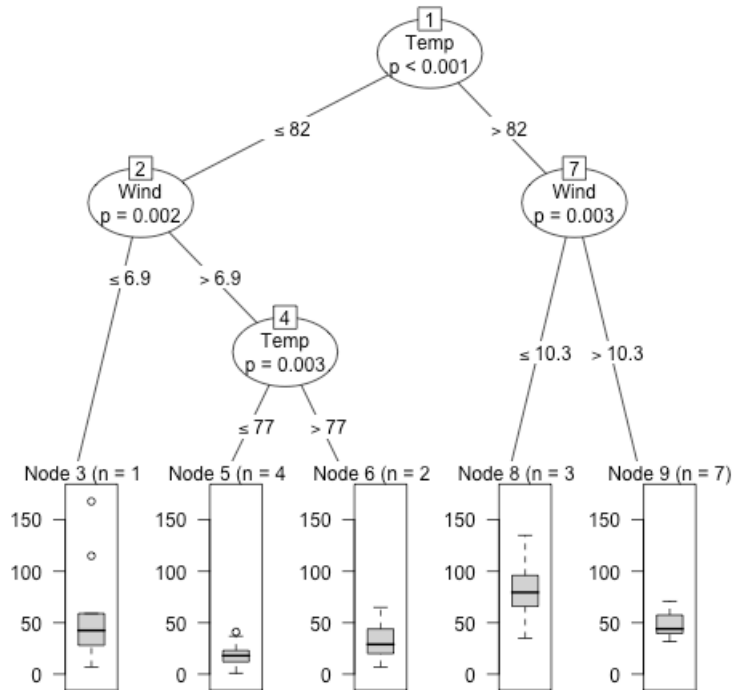 1
Temp
p < 0.001
≤ 82
> 82
2
Wind
p = 0.002
7
Wind
p = 0.003
≤ 6.9
> 6.9
4
Temp
p = 0.003
≤ 10.3
> 10.3
≤ 77
> 77
Node 3 (n = 1
Node 5 (n = 4
Node 6 (n = 2
Node 8 (n = 3
Node 9 (n = 7)
150
100
50
0
150
100
50
0
150
100
50
0
150
100
50
0
150
100
50
0